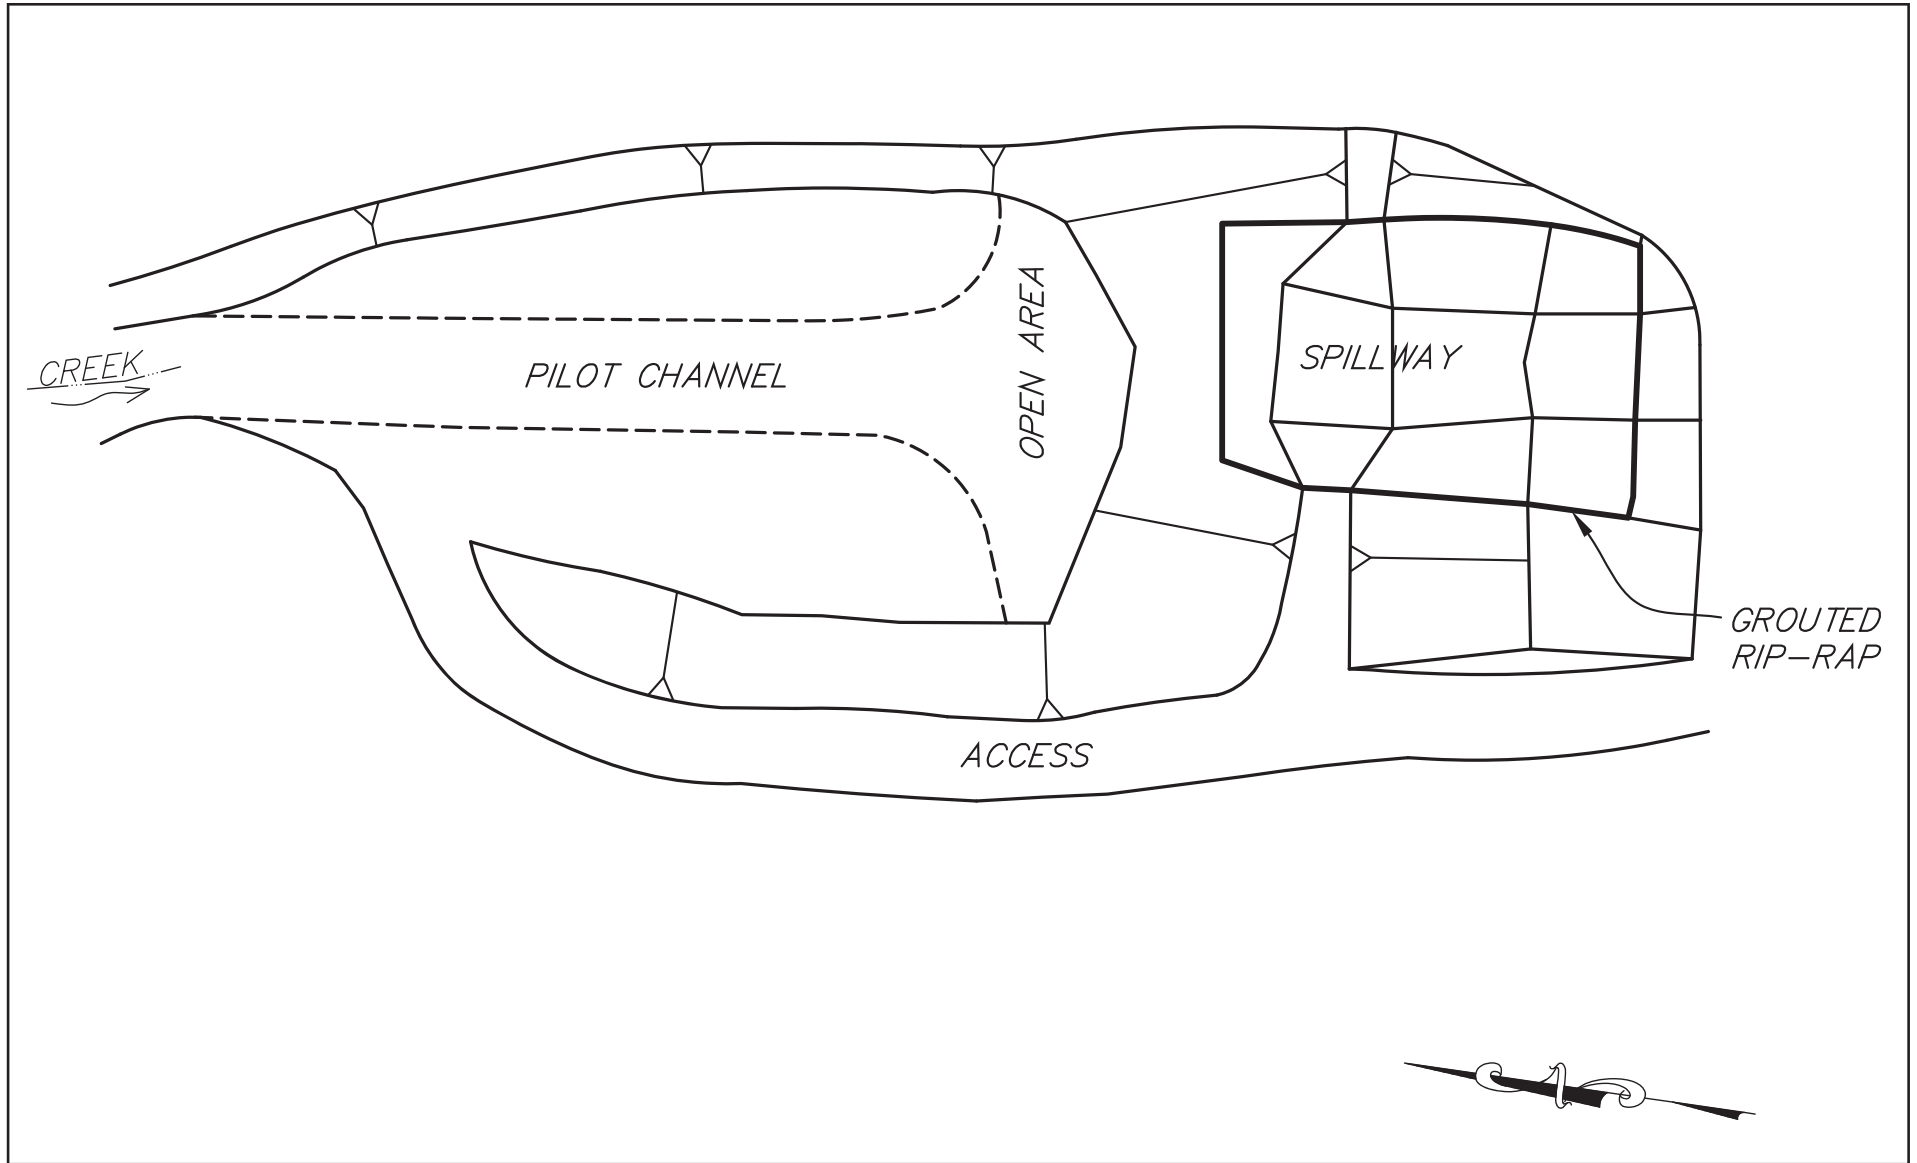 CREEK
PILOT CHANNEL
OPEN AREA
SPILLWAY
GROUTED
RIP-RAP
ACCESS